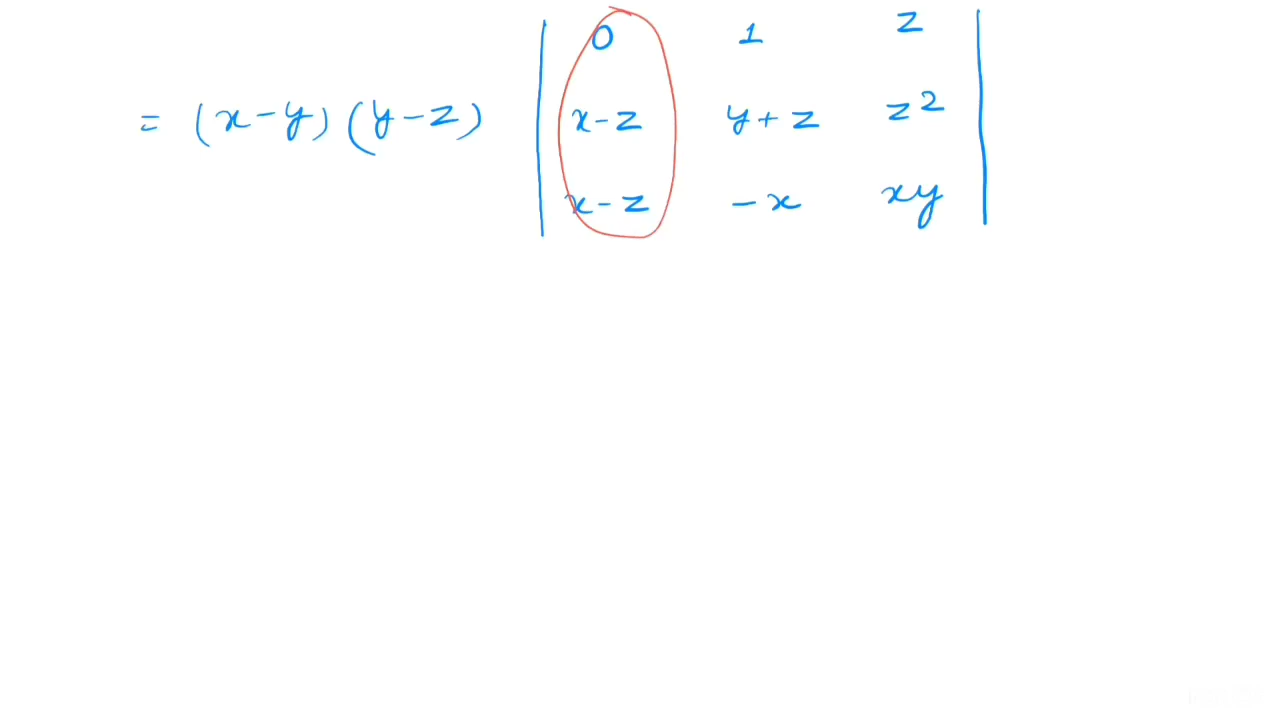 0 1 z
= (x-y)(y-z) x-z y+z z²
x-z -x xy